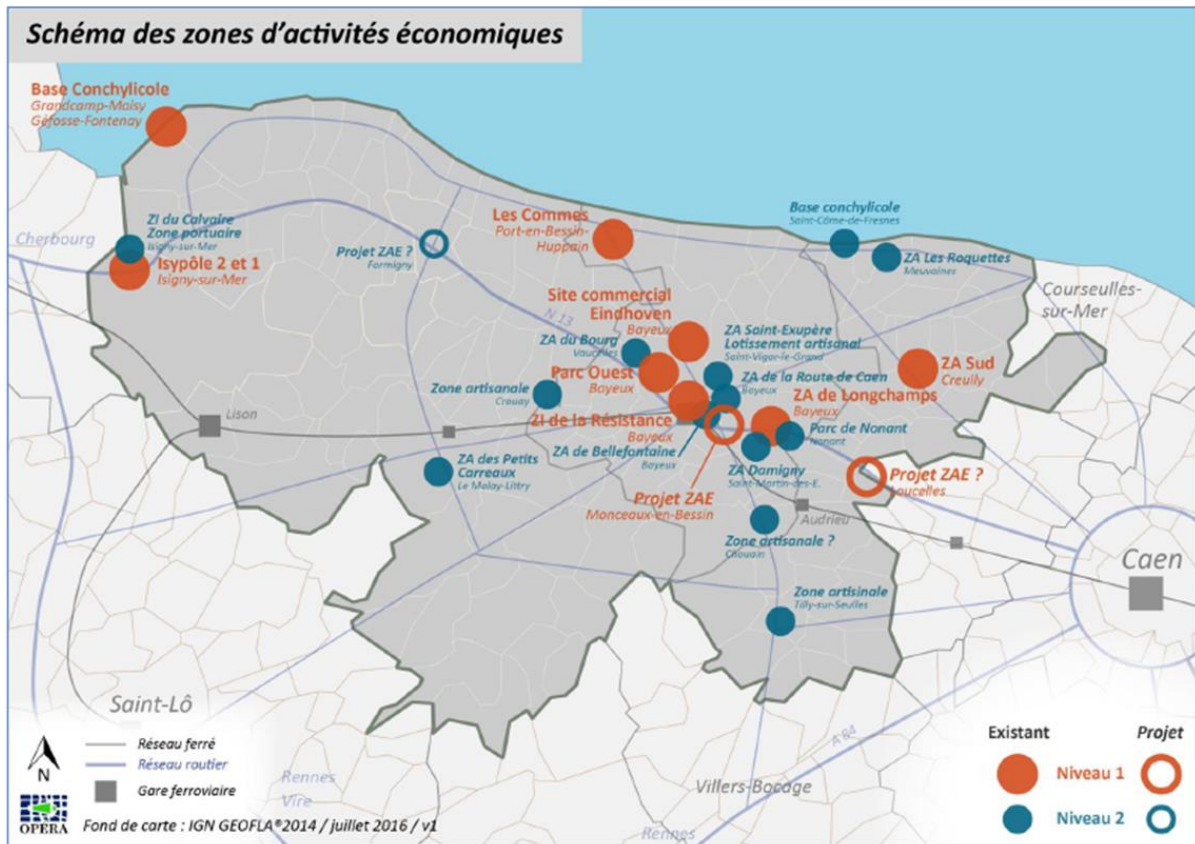 Schéma des zones d'activités économiques
Base Conchylicole
Grandcamp-Maisy
Géfosse-Fontenay
ZI du Calvaire
Zone portuaire
Isigny-sur-Mer
Cherbourg
Isypôle 2 et 1
Isigny-sur-Mer
Projet ZAE ?
Formigny
Les Commes
Port-en-Bessin-
Huppain
Base conchylicole
Saint-Côme-de-Fresnes
ZA Les Roquettes
Meuvaines
Courseulles-
sur-Mer
N 13
Site commercial
Eindhoven
Bayeux
ZA du Bourg
Vaucelles
ZA Saint-Exupère
Lotissement artisanal
Saint-Vigor-le-Grand
Parc Ouest
Bayeux
ZA de la Route de Caen
Bayeux
ZA Sud
Creully
Zone artisanale
Crouay
ZA de Longchamps
Bayeux
Lison
ZI de la Résistance
Bayeux
Parc de Nonant
Nonant
ZA de Bellefontaine
Bayeux
ZA des Petits
Carreaux
Le Molay-Littry
ZA Damigny
Saint-Martin-des-E.
Projet ZAE ?
Loucelles
Projet ZAE
Monceaux-en-Bessin
Audrieu
Zone artisanale ?
Chouain
Caen
Zone artisinale
Tilly-sur-Seulles
Saint-Lô
A 84
Villers-Bocage
Rennes
Vire
Rennes
N
OPERA
Réseau ferré
Réseau routier
Gare ferroviaire
Fond de carte : IGN GEOFLA®2014 / juillet 2016 / v1
Existant
Projet
Niveau 1
Niveau 2